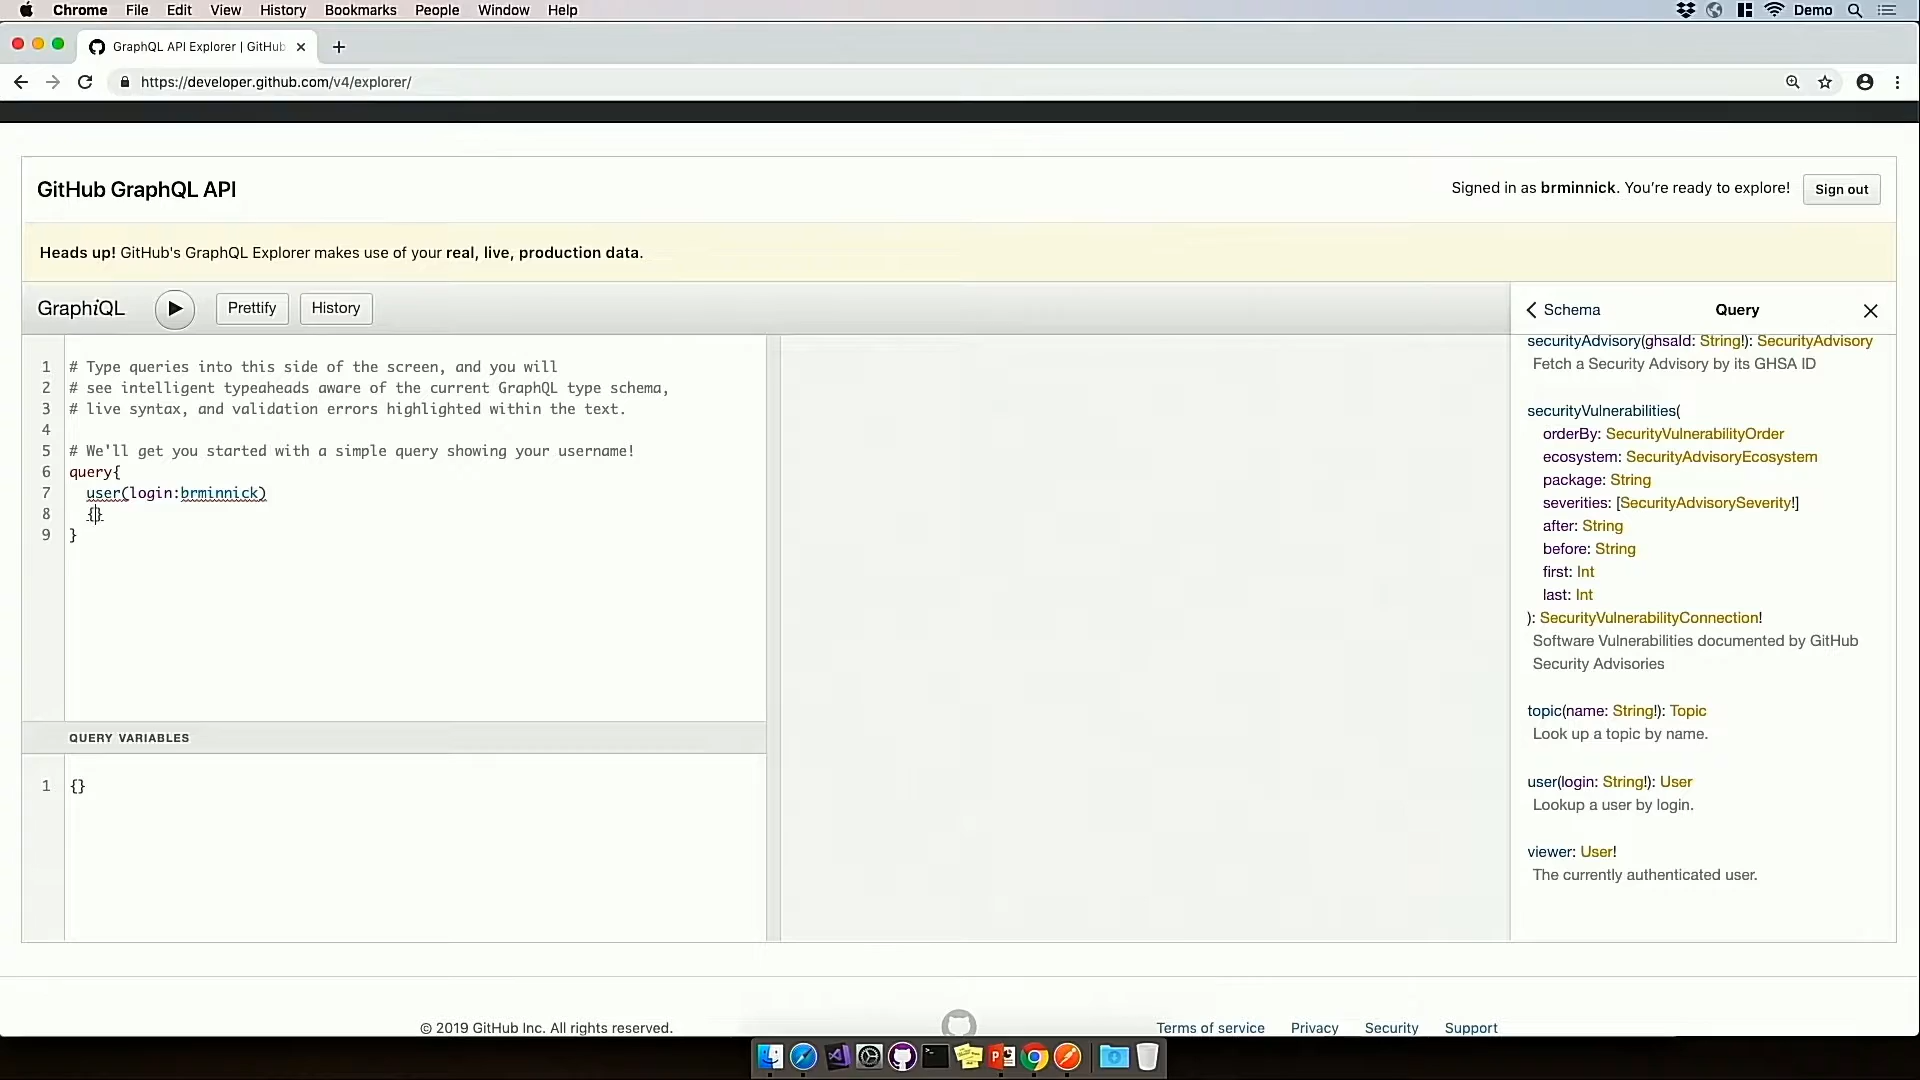 Chrome File Edit View History Bookmarks People Window Help Demo
GraphQL API Explorer | GitHub
https://developer.github.com/v4/explorer/
GitHub GraphQL API
Signed in as brminnick. You're ready to explore! Sign out
Heads up! GitHub's GraphQL Explorer makes use of your real, live, production data.
GraphiQL Prettify History
Schema Query
1 # Type queries into this side of the screen, and you will
2 # see intelligent typeaheads aware of the current GraphQL type schema,
3 # live syntax, and validation errors highlighted within the text.
4
5 # We'll get you started with a simple query showing your username!
6 query{
7 user(login:brminnick)
8 {}
9 }
QUERY VARIABLES
1 {}
securityAdvisory(ghsaId: String!): SecurityAdvisory
Fetch a Security Advisory by its GHSA ID
securityVulnerabilities(
orderBy: SecurityVulnerabilityOrder
ecosystem: SecurityAdvisoryEcosystem
package: String
severities: [SecurityAdvisorySeverity!]
after: String
before: String
first: Int
last: Int
): SecurityVulnerabilityConnection!
Software Vulnerabilities documented by GitHub
Security Advisories
topic(name: String!): Topic
Look up a topic by name.
user(login: String!): User
Lookup a user by login.
viewer: User!
The currently authenticated user.
© 2019 GitHub Inc. All rights reserved.
Terms of service Privacy Security Support